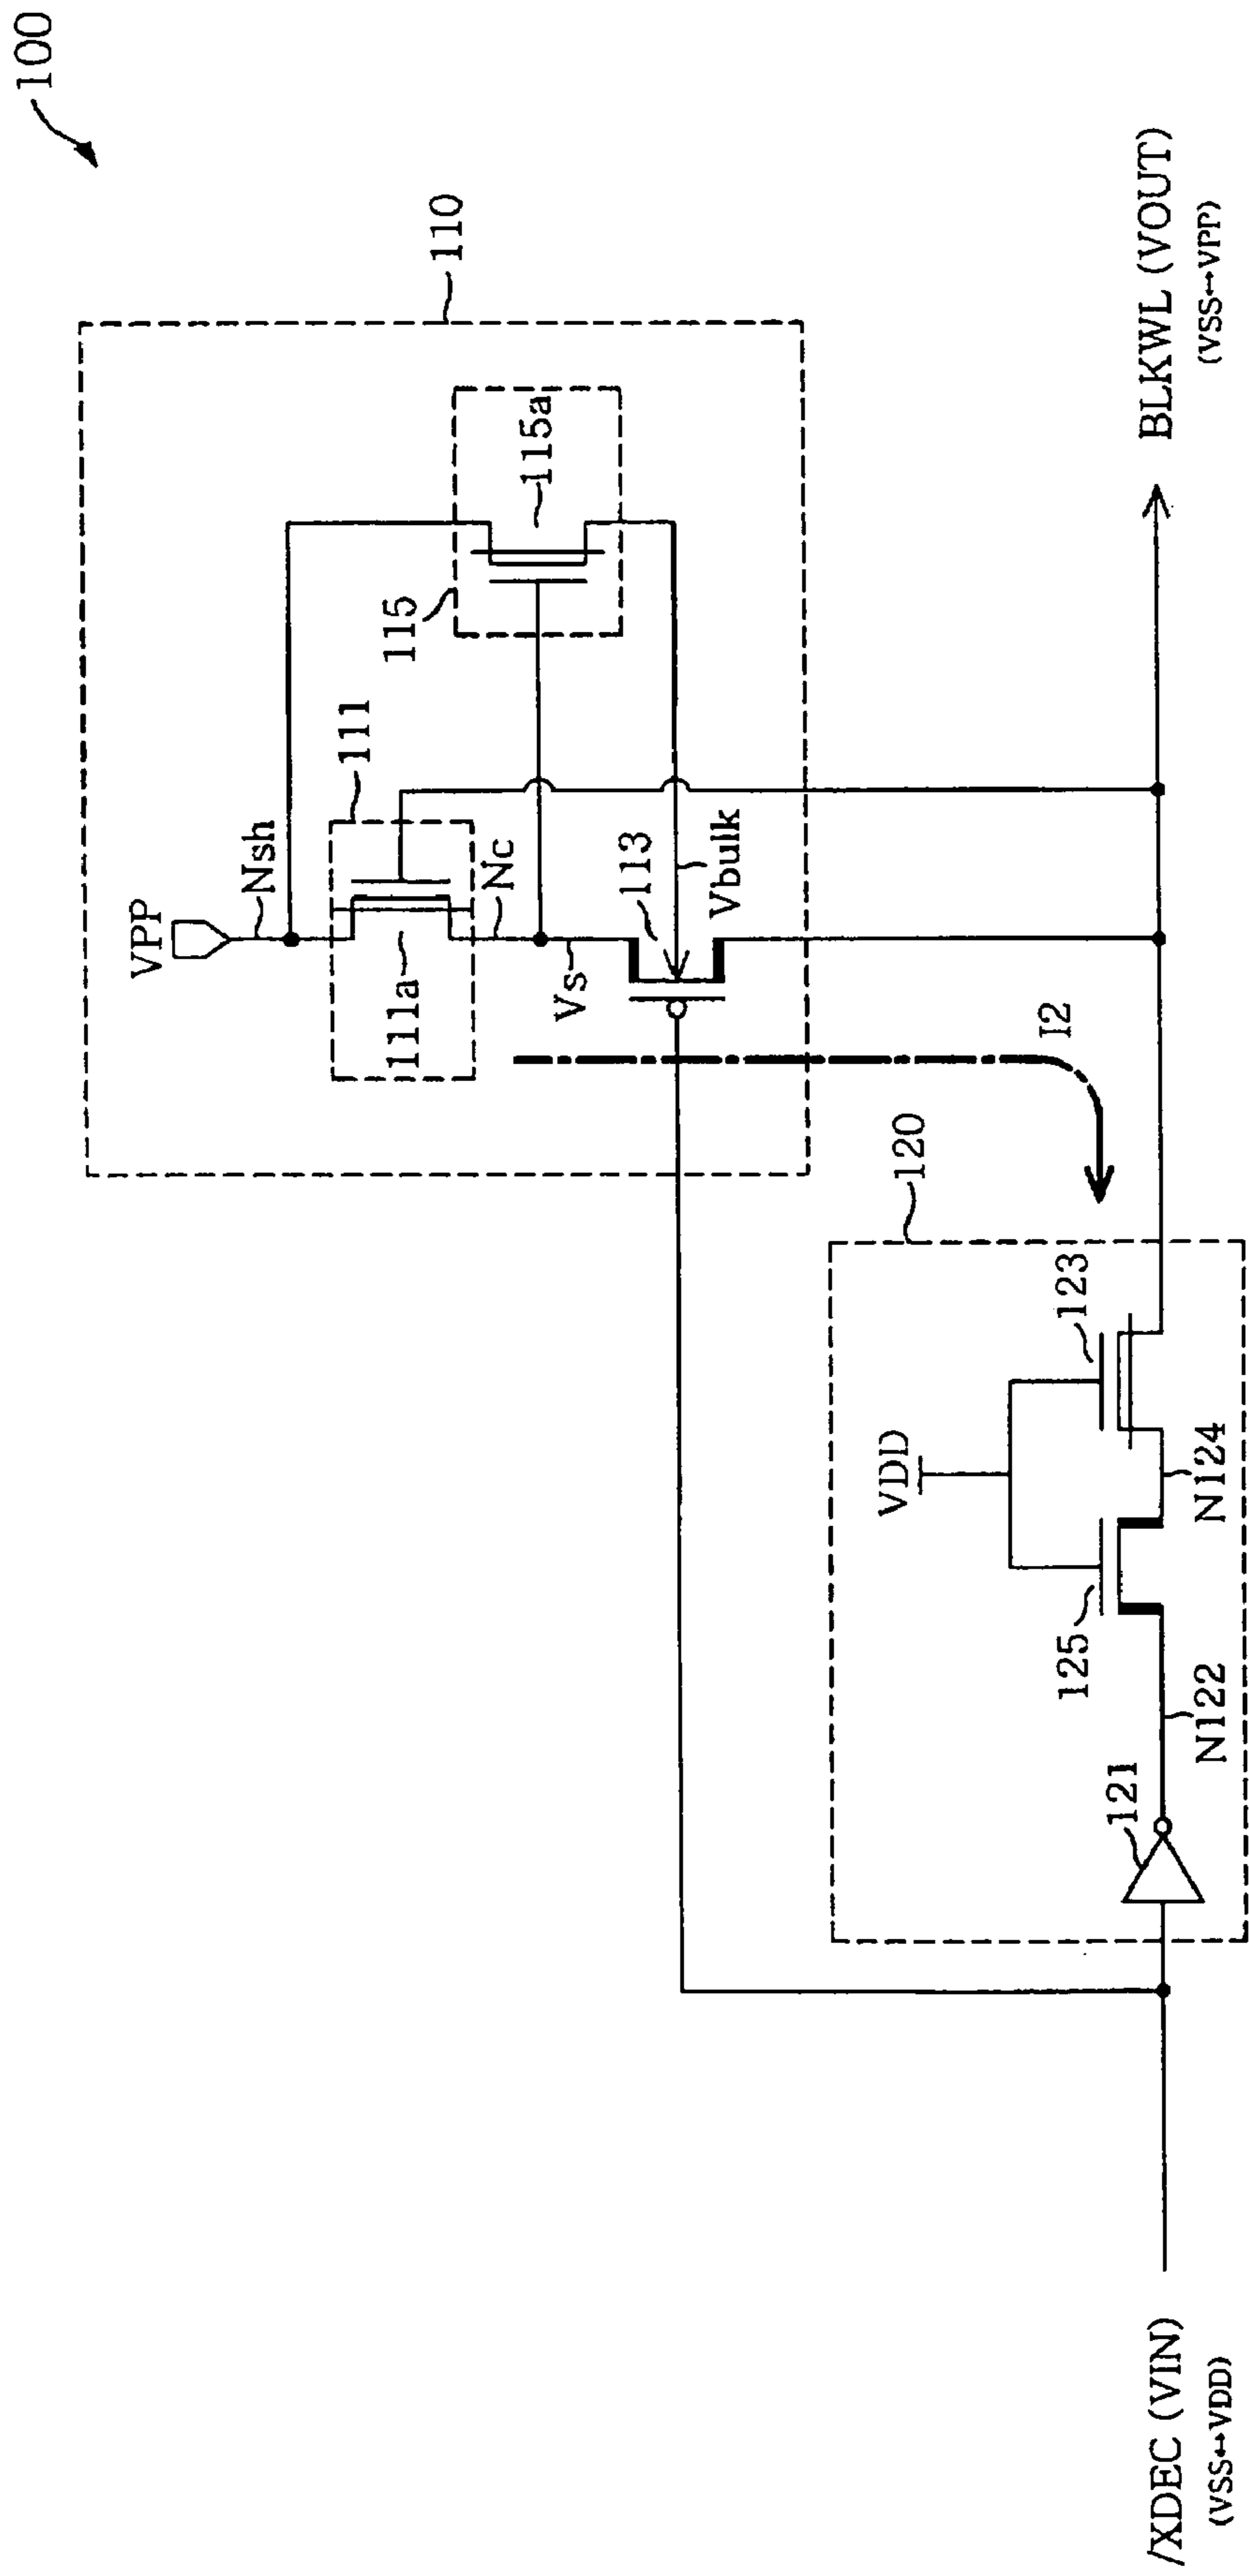 100
110
VPP
Nsh
111
111a
115
115a
Nc
Vs
113
Vbulk
I2
120
VDD
123
125
N124
121
N122
BLKWL (VOUT)
(VSS↔VPP)
/XDEC (VIN)
(VSS↔VDD)